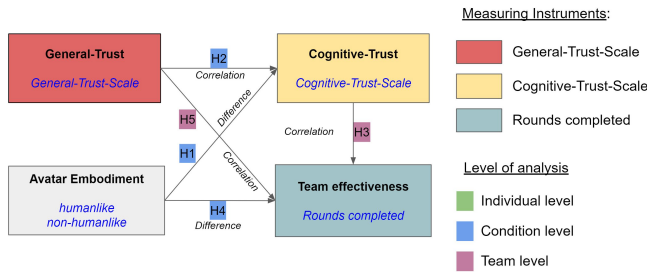 General-Trust
General-Trust-Scale
H2
Correlation
Cognitive-Trust
Cognitive-Trust-Scale
H5
Difference
H1
Correlation
Correlation
H3
Avatar Embodiment
humanlike
non-humanlike
H4
Difference
Team effectiveness
Rounds completed
Measuring Instruments:
General-Trust-Scale
Cognitive-Trust-Scale
Rounds completed
Level of analysis
Individual level
Condition level
Team level